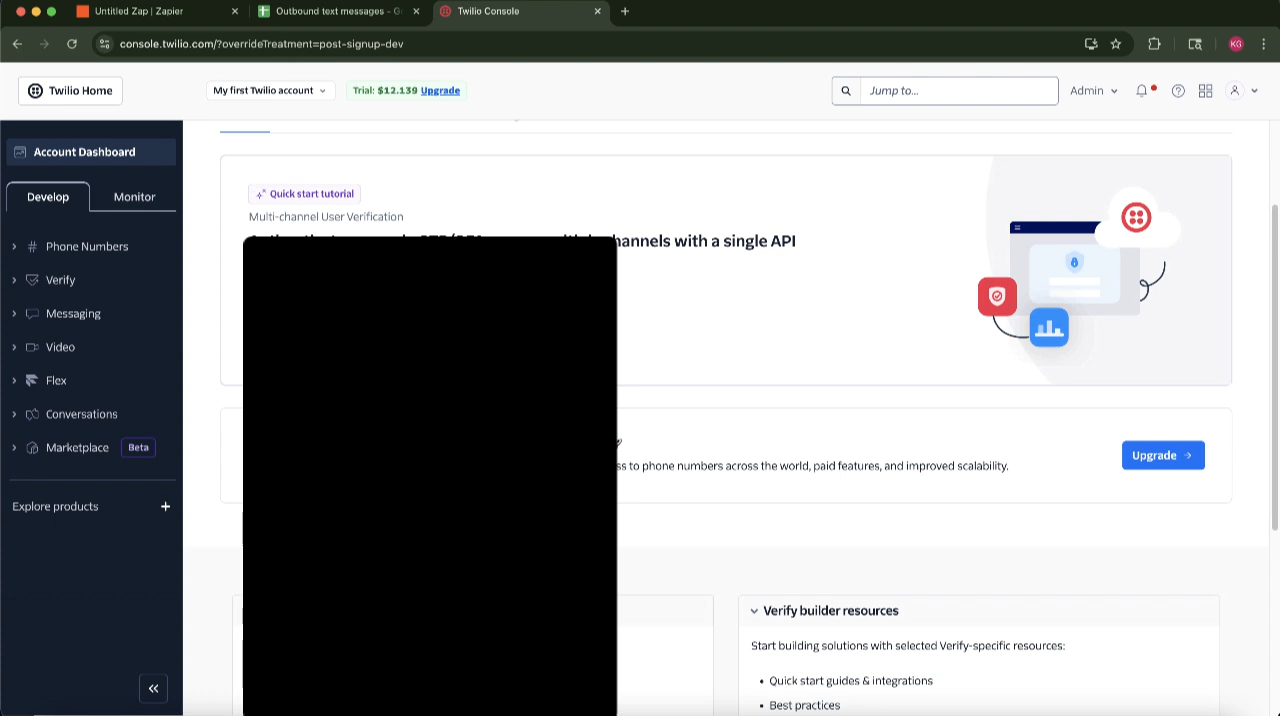 Untitled Zap | Zapier
Outbound text messages - G
Twilio Console
console.twilio.com/?overrideTreatment=post-signup-dev
KG
Twilio Home
My first Twilio account
Trial: $12.139 Upgrade
Jump to...
Admin
Account Dashboard
Develop
Monitor
Phone Numbers
Verify
Messaging
Video
Flex
Conversations
Marketplace
Beta
Explore products
Quick start tutorial
Multi-channel User Verification
channels with a single API
ss to phone numbers across the world, paid features, and improved scalability.
Upgrade
Verify builder resources
Start building solutions with selected Verify-specific resources:
• Quick start guides & integrations
• Best practices